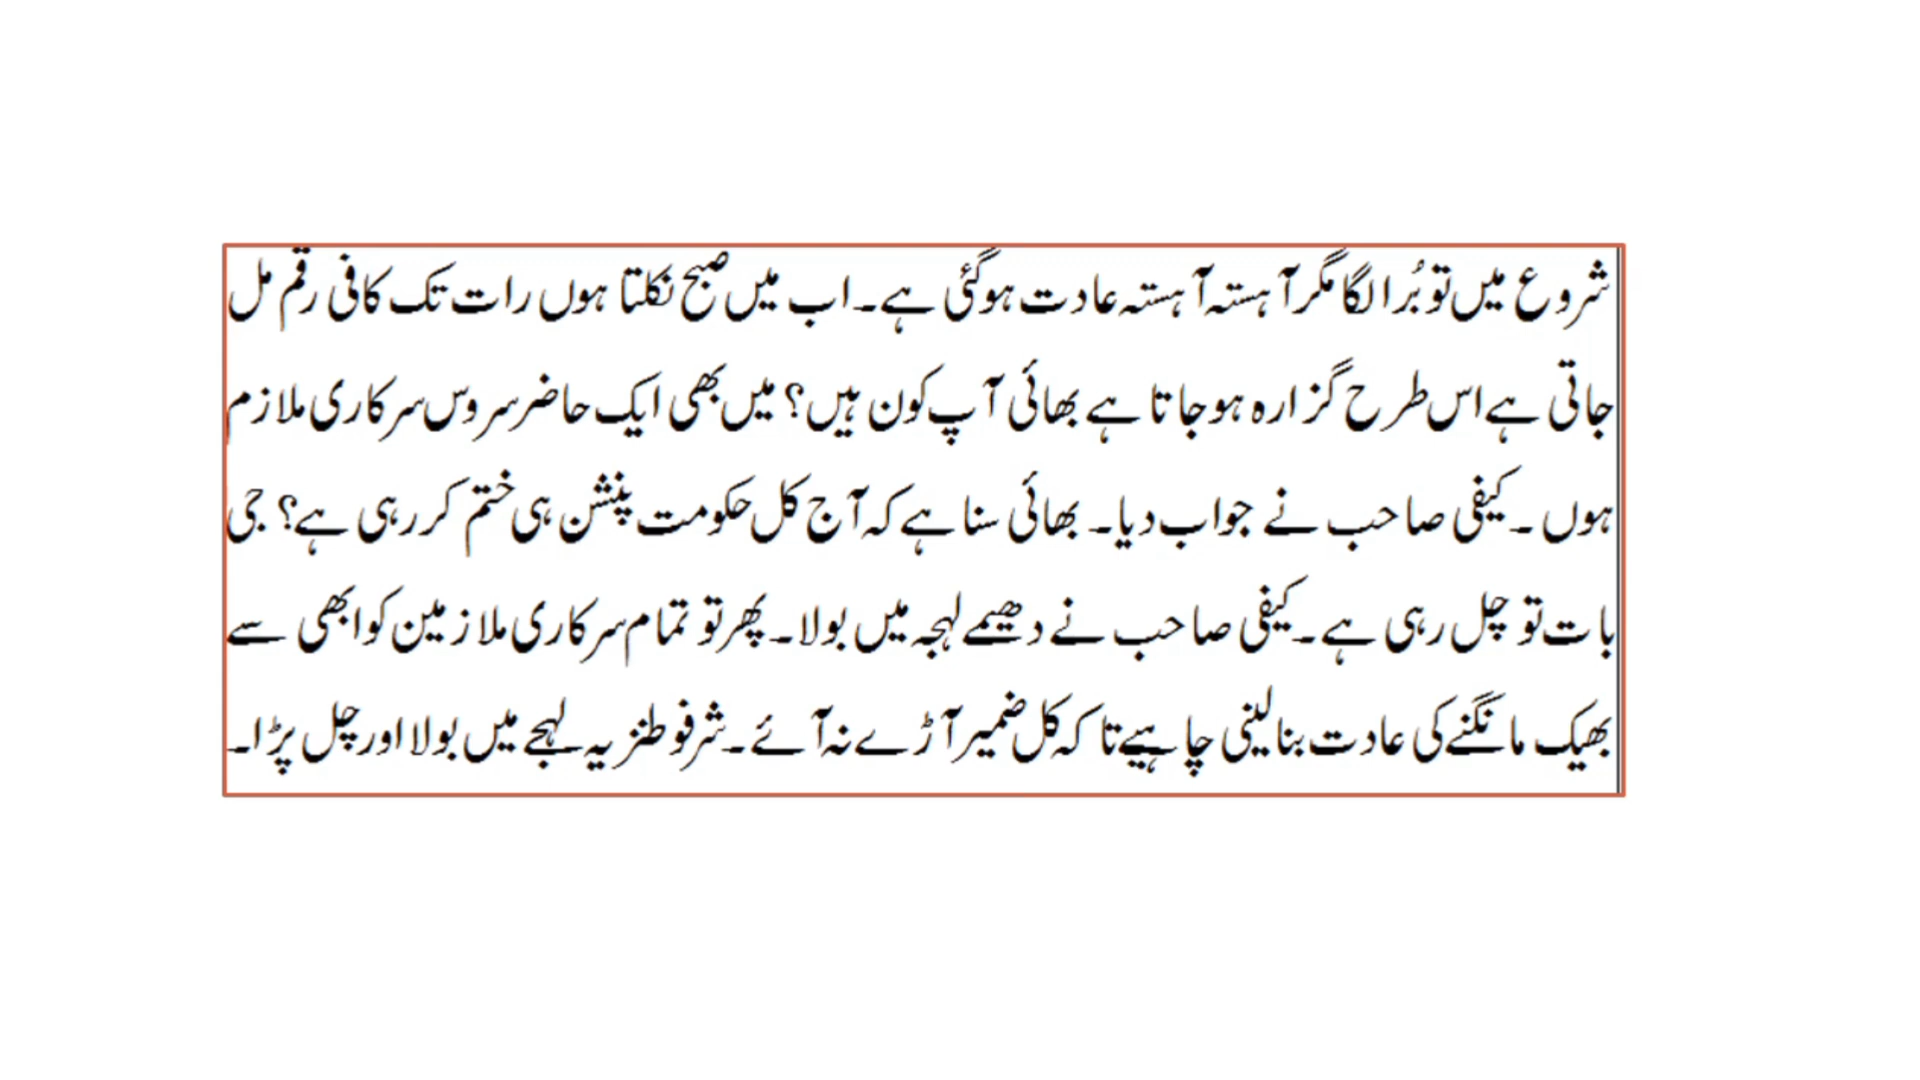 شروع میں تو بُرا لگا مگر آہستہ آہستہ عادت ہوگئی ہے۔ اب میں صبح نکلتا ہوں رات تک کافی رقم مل
جاتی ہے اس طرح گزارہ ہو جاتا ہے بھائی آپ کون ہیں؟ میں بھی ایک حاضر سروس سرکاری ملازم
ہوں ۔ کیفی صاحب نے جواب دیا۔ بھائی سنا ہے کہ آج کل حکومت پنشن ہی ختم کر رہی ہے؟ جی
بات تو چل رہی ہے۔ کیفی صاحب نے دھیمے لہجہ میں بولا۔ پھر تو تمام سرکاری ملازمین کو ابھی سے
بھیک مانگنے کی عادت بنا لینی چاہیے تا کہ کل ضمیر آڑے نہ آئے ۔ شرفو طنزیہ لہجے میں بولا اور چل پڑا۔